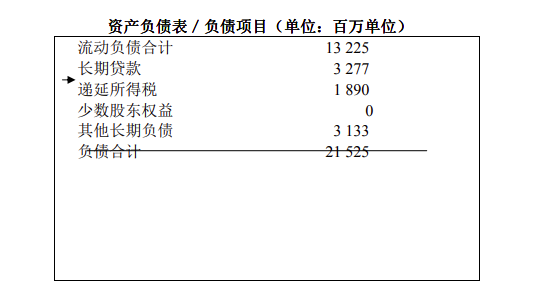 资产负债表 / 负债项目（单位：百万单位）
流动负债合计 13 225
长期贷款 3 277
递延所得税 1 890
少数股东权益 0
其他长期负债 3 133
负债合计 21 525